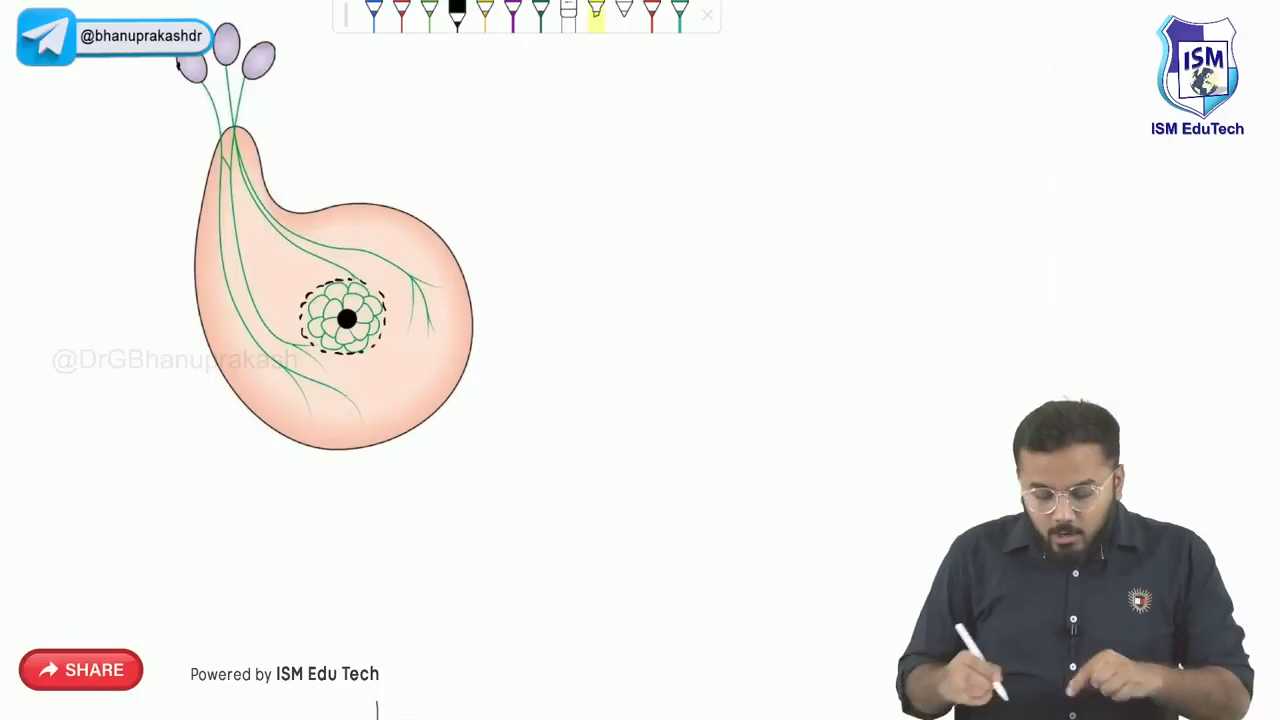 @bhanuprakashdr
ISM
ISM EduTech
@DrGBhanuprakash
SHARE
Powered by ISM Edu Tech